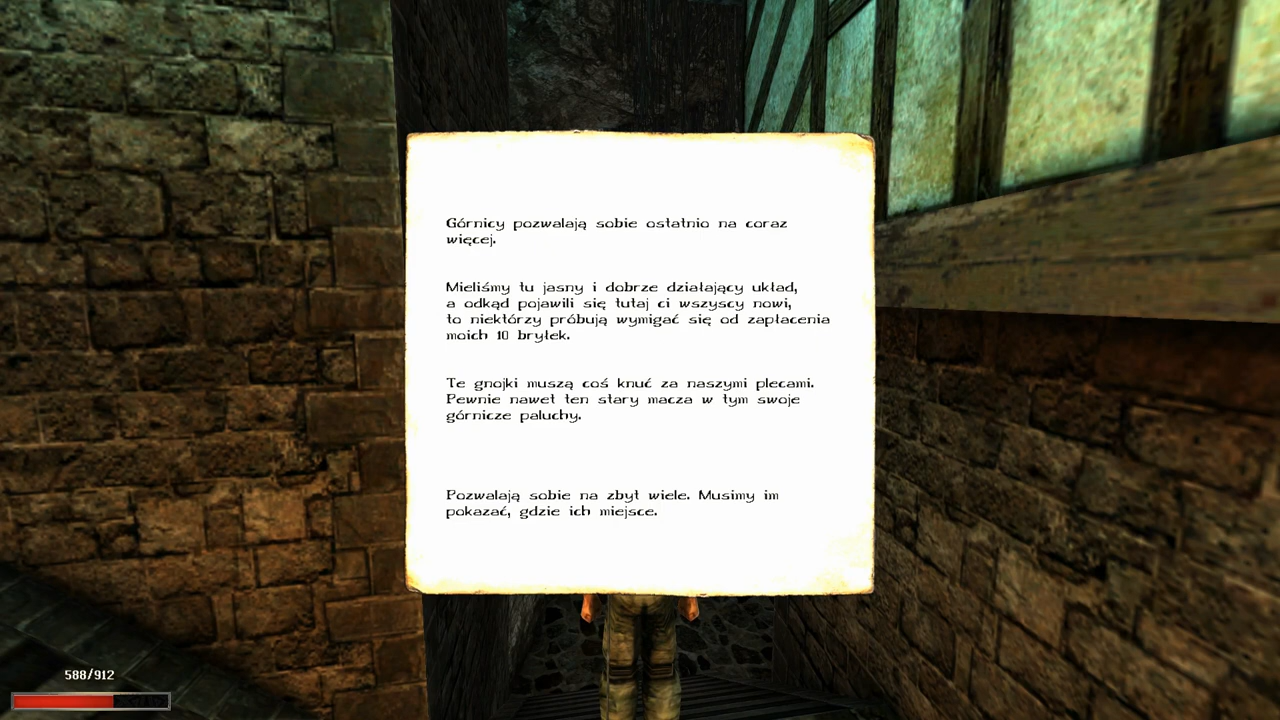 Górnicy pozwalają sobie ostatnio na coraz
więcej.
Mieliśmy tu jasny i dobrze działający układ,
a odkąd pojawili się tutaj ci wszyscy nowi,
to niektórzy próbują wymigać się od zapłacenia
moich 10 bryłek.
Te gnojki muszą coś knuć za naszymi plecami.
Pewnie nawet ten stary macza w tym swoje
górnicze paluchy.
Pozwalają sobie na zbyt wiele. Musimy im
pokazać, gdzie ich miejsce.
588/912